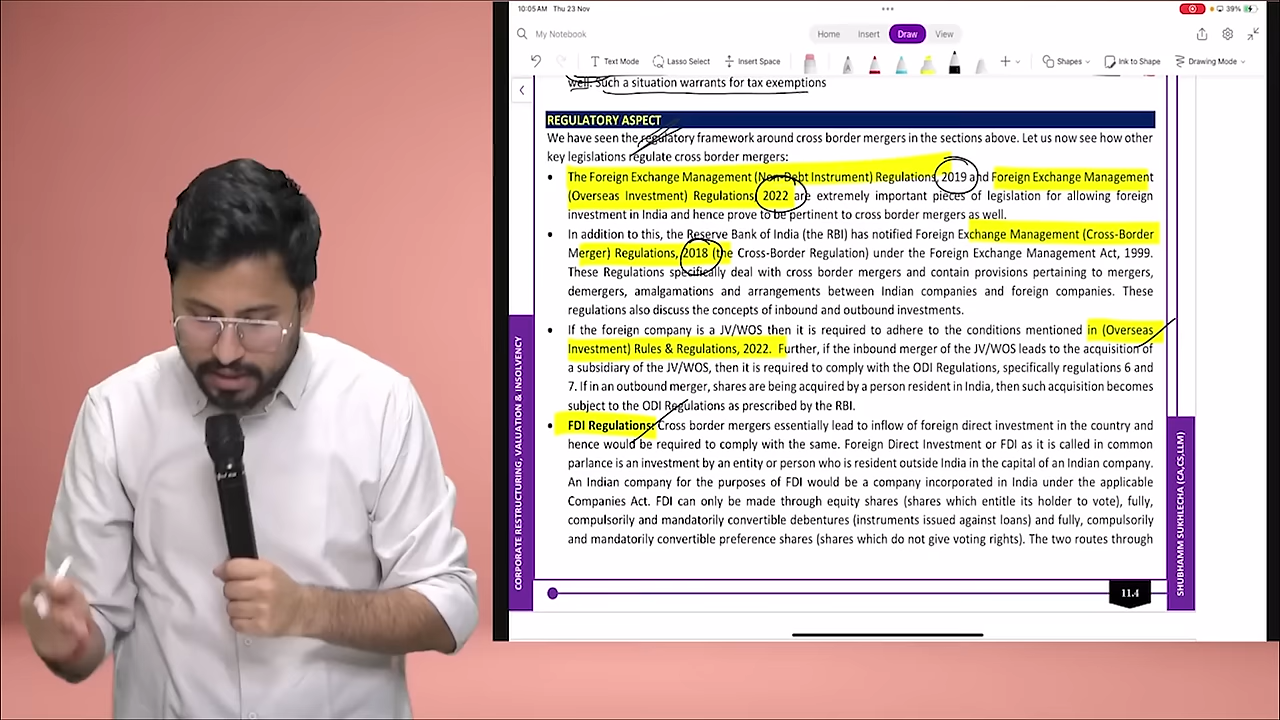 10:05 AM Thu 23 Nov
39%
My Notebook
Home Insert Draw View
Text Mode Lasso Select Insert Space Shapes Ink to Shape Drawing Mode
well. Such a situation warrants for tax exemptions
REGULATORY ASPECT
We have seen the regulatory framework around cross border mergers in the sections above. Let us now see how other
key legislations regulate cross border mergers:
• The Foreign Exchange Management (Non-Debt Instrument) Regulations, 2019 and Foreign Exchange Management
(Overseas Investment) Regulations, 2022 are extremely important pieces of legislation for allowing foreign
investment in India and hence prove to be pertinent to cross border mergers as well.
• In addition to this, the Reserve Bank of India (the RBI) has notified Foreign Exchange Management (Cross-Border
Merger) Regulations, 2018 (the Cross-Border Regulation) under the Foreign Exchange Management Act, 1999.
These Regulations specifically deal with cross border mergers and contain provisions pertaining to mergers,
demergers, amalgamations and arrangements between Indian companies and foreign companies. These
regulations also discuss the concepts of inbound and outbound investments.
• If the foreign company is a JV/WOS then it is required to adhere to the conditions mentioned in (Overseas
Investment) Rules & Regulations, 2022. Further, if the inbound merger of the JV/WOS leads to the acquisition of
a subsidiary of the JV/WOS, then it is required to comply with the ODI Regulations, specifically regulations 6 and
7. If in an outbound merger, shares are being acquired by a person resident in India, then such acquisition becomes
subject to the ODI Regulations as prescribed by the RBI.
• FDI Regulations: Cross border mergers essentially lead to inflow of foreign direct investment in the country and
hence would be required to comply with the same. Foreign Direct Investment or FDI as it is called in common
parlance is an investment by an entity or person who is resident outside India in the capital of an Indian company.
An Indian company for the purposes of FDI would be a company incorporated in India under the applicable
Companies Act. FDI can only be made through equity shares (shares which entitle its holder to vote), fully,
compulsorily and mandatorily convertible debentures (instruments issued against loans) and fully, compulsorily
and mandatorily convertible preference shares (shares which do not give voting rights). The two routes through
11.4
CORPORATE RESTRUCTURING, VALUATION & INSOLVENCY
SHUBHAMM SUKHLECHA (CA,CS,LLM)